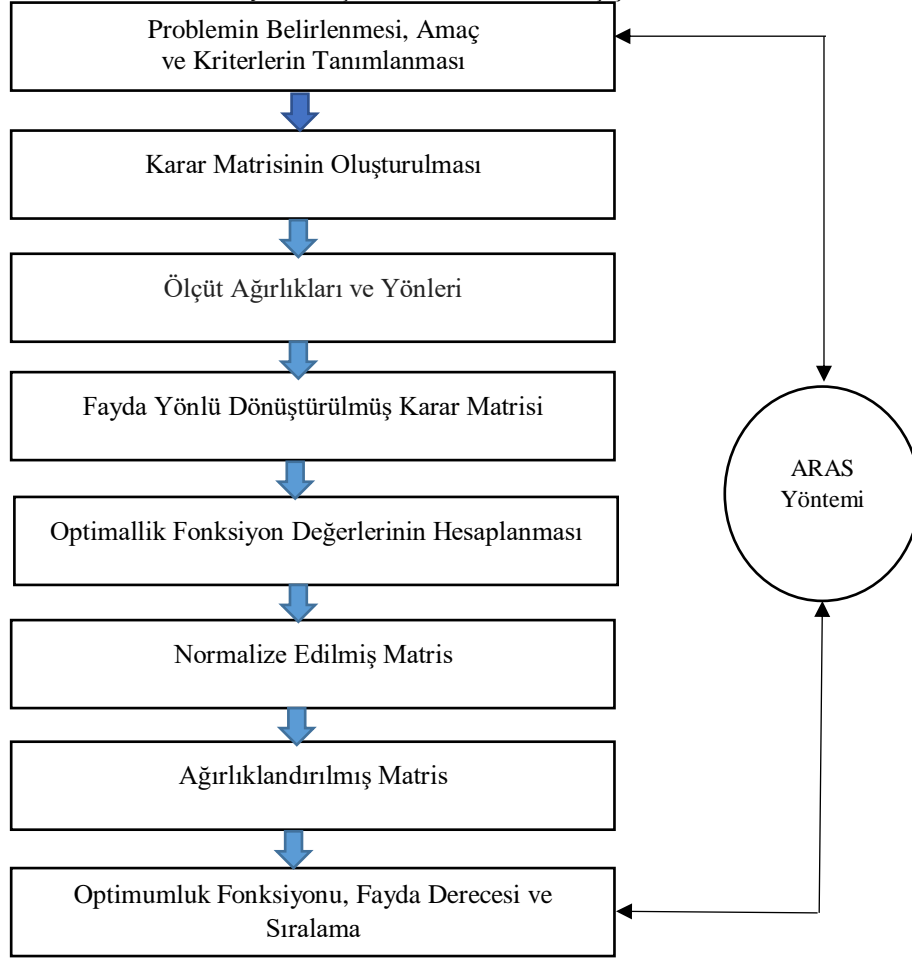 Problemin Belirlenmesi, Amaç
ve Kriterlerin Tanımlanması
Karar Matrisinin Oluşturulması
Ölçüt Ağırlıkları ve Yönleri
Fayda Yönlü Dönüştürülmüş Karar Matrisi
Optimallik Fonksiyon Değerlerinin Hesaplanması
Normalize Edilmiş Matris
Ağırlıklandırılmış Matris
Optimumluk Fonksiyonu, Fayda Derecesi ve
Sıralama
ARAS
Yöntemi